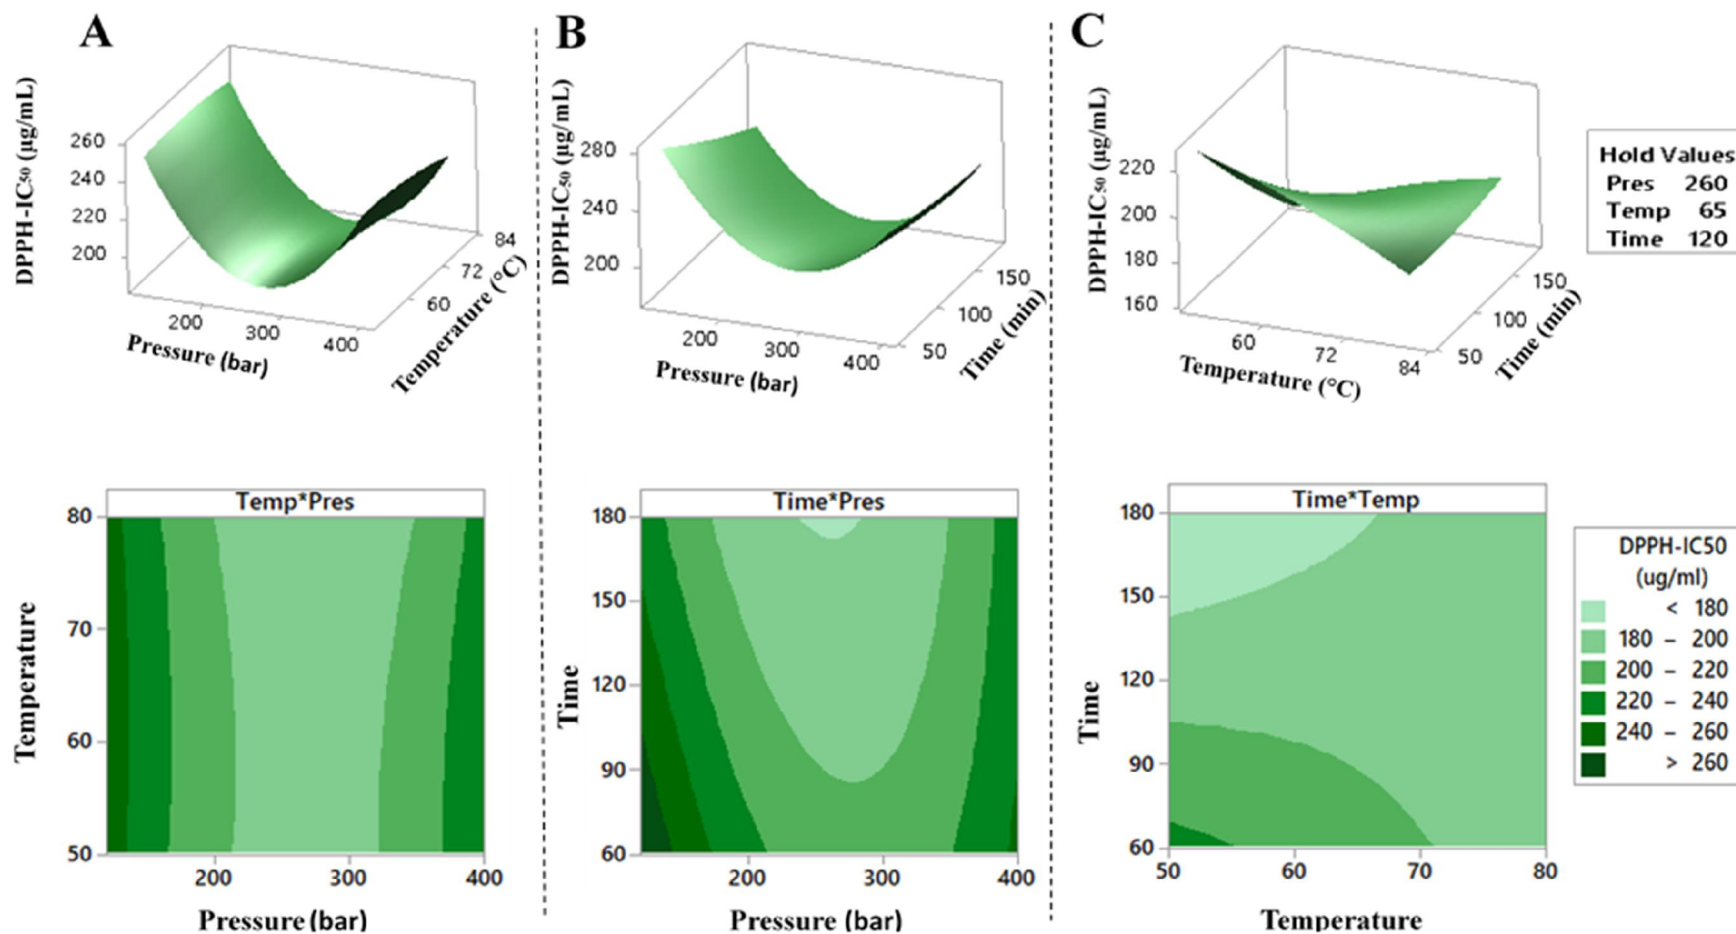 A
B
C
DPPH-IC₅₀ (µg/mL)
260
240
220
200
200
300
400
Pressure (bar)
60
72
84
Temperature (°C)
DPPH-IC₅₀ (µg/mL)
280
240
200
200
300
400
Pressure (bar)
50
100
150
Time (min)
DPPH-IC₅₀ (µg/mL)
220
200
180
160
60
72
84
Temperature (°C)
50
100
150
Time (min)
Hold Values
Pres 260
Temp 65
Time 120
Temp*Pres
80
70
60
50
Temperature
200
300
400
Pressure (bar)
Time*Pres
180
150
120
90
60
Time
200
300
400
Pressure (bar)
Time*Temp
180
150
120
90
60
Time
50
60
70
80
Temperature
DPPH-IC50
(ug/ml)
< 180
180 – 200
200 – 220
220 – 240
240 – 260
> 260